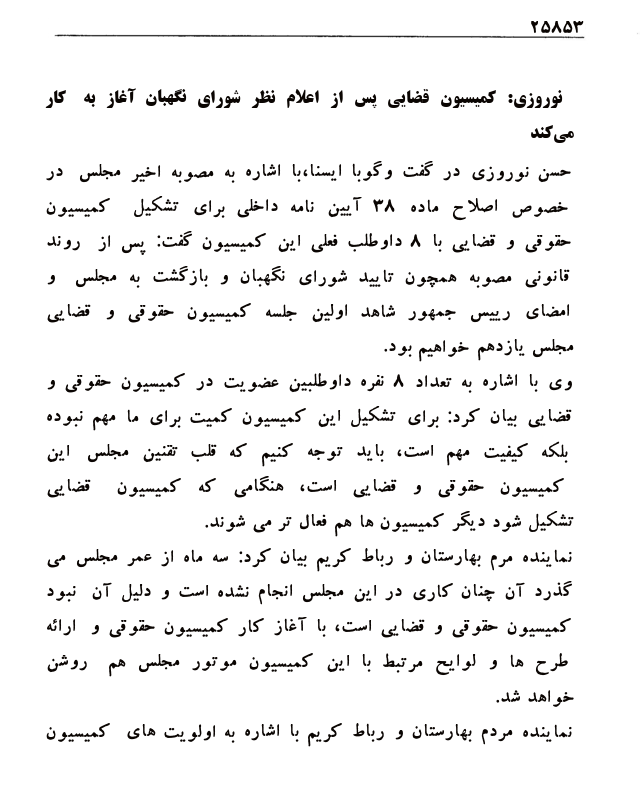 ۲۵۸۵۳
نوروزی: کمیسیون قضایی پس از اعلام نظر شورای نگهبان آغاز به کار
می‌کند
حسن نوروزی در گفت وگوبا ایسنا،با اشاره به مصوبه اخیر مجلس در
خصوص اصلاح ماده ۳۸ آیین نامه داخلی برای تشکیل کمیسیون
حقوقی و قضایی با ۸ داوطلب فعلی این کمیسیون گفت: پس از روند
قانونی مصوبه همچون تایید شورای نگهبان و بازگشت به مجلس و
امضای رییس جمهور شاهد اولین جلسه کمیسیون حقوقی و قضایی
مجلس یازدهم خواهیم بود.
وی با اشاره به تعداد ۸ نفره داوطلبین عضویت در کمیسیون حقوقی و
قضایی بیان کرد: برای تشکیل این کمیسیون کمیت برای ما مهم نبوده
بلکه کیفیت مهم است، باید توجه کنیم که قلب تقنین مجلس این
کمیسیون حقوقی و قضایی است، هنگامی که کمیسیون قضایی
تشکیل شود دیگر کمیسیون ها هم فعال تر می شوند.
نماینده مرم بهارستان و رباط کریم بیان کرد: سه ماه از عمر مجلس می
گذرد آن چنان کاری در این مجلس انجام نشده است و دلیل آن نبود
کمیسیون حقوقی و قضایی است، با آغاز کار کمیسیون حقوقی و ارائه
طرح ها و لوایح مرتبط با این کمیسیون موتور مجلس هم روشن
خواهد شد.
نماینده مردم بهارستان و رباط کریم با اشاره به اولویت های کمیسیون